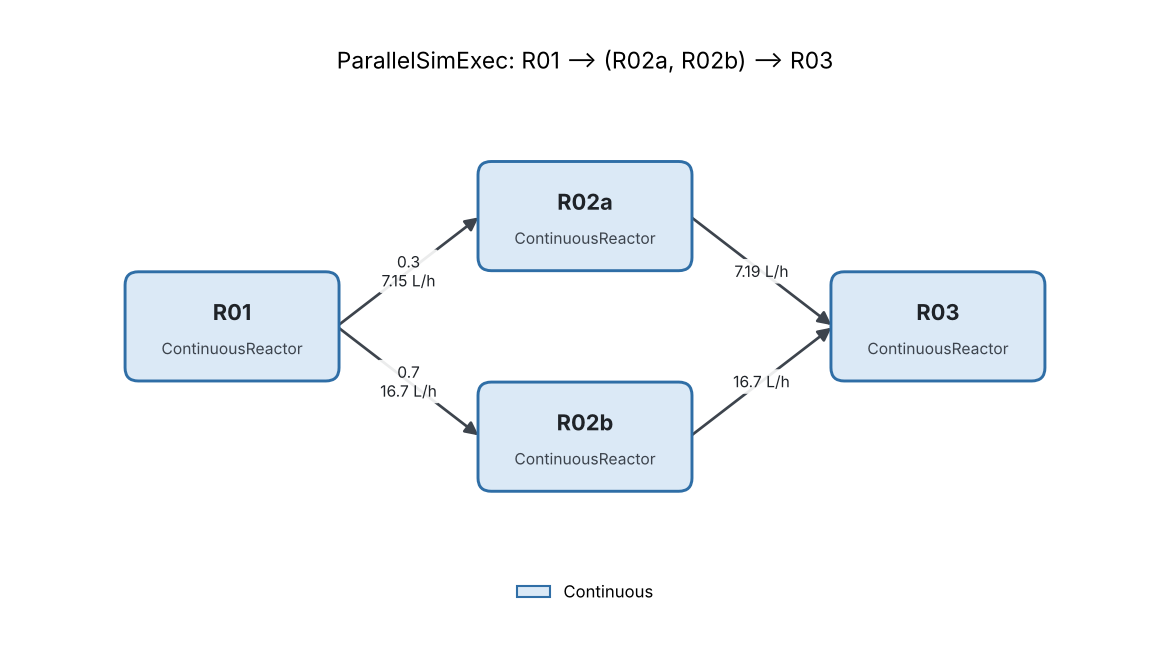 ParallelSimExec: R01 → (R02a, R02b) → R03
R02a
ContinuousReactor
0.3
7.15 L/h
7.19 L/h
R01
ContinuousReactor
R03
ContinuousReactor
0.7
16.7 L/h
16.7 L/h
R02b
ContinuousReactor
Continuous